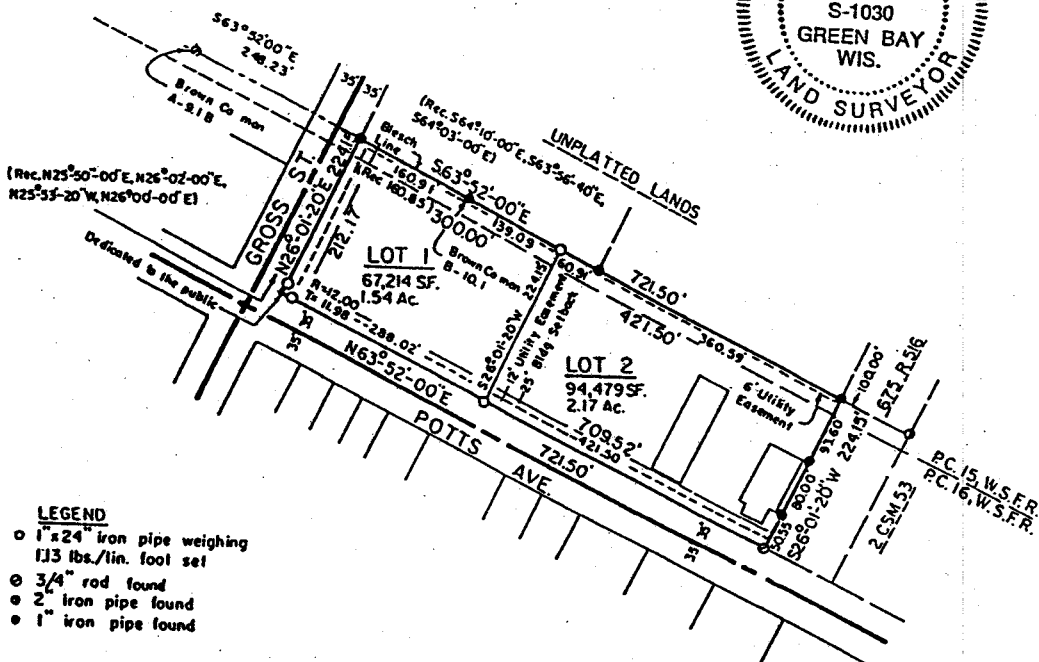 S-1030
GREEN BAY
WIS.
LAND SURVEYOR
S63°52'00"E
248.23'
Brown Co mon
A-9.1B
35' 35'
(Rec. S64°10'-00"E, S63°56'-40"E,
S64°03'-00"E)
UNPLATTED LANDS
Blesch
Line
S63°52'-00"E
160.91'
(Rec 160.85')
300.00'
139.09
(Rec. N25°50'-00"E, N26°-02'-00"E,
N25°-53'-20"W, N26°00'-00"E)
GROSS ST.
N26°-01'-20"E 224.15
212.17
Dedicated to the public
LOT 1
67,214 SF.
1.54 Ac.
Brown Co mon
B-10.1
R=12.00
T=11.98
288.02'
S26°-01'-20"W 224.15'
12' Utility Easement
25' Bldg Setback
60.91'
721.50'
421.50'
360.59'
LOT 2
94,479 SF.
2.17 Ac.
6' Utility
Easement
100.00'
675 R.516
91.60
80.00
50.55
S26°-01'-20"W 224.15'
P.C. 15, W.S.F.R.
P.C. 16, W.S.F.R.
2 CSM 53
35'
N63°52'-00"E
709.52'
421.50
721.50'
POTTS AVE.
35'
LEGEND
1"x24" iron pipe weighing
1.13 lbs./lin. foot set
3/4" rod found
2" iron pipe found
1" iron pipe found